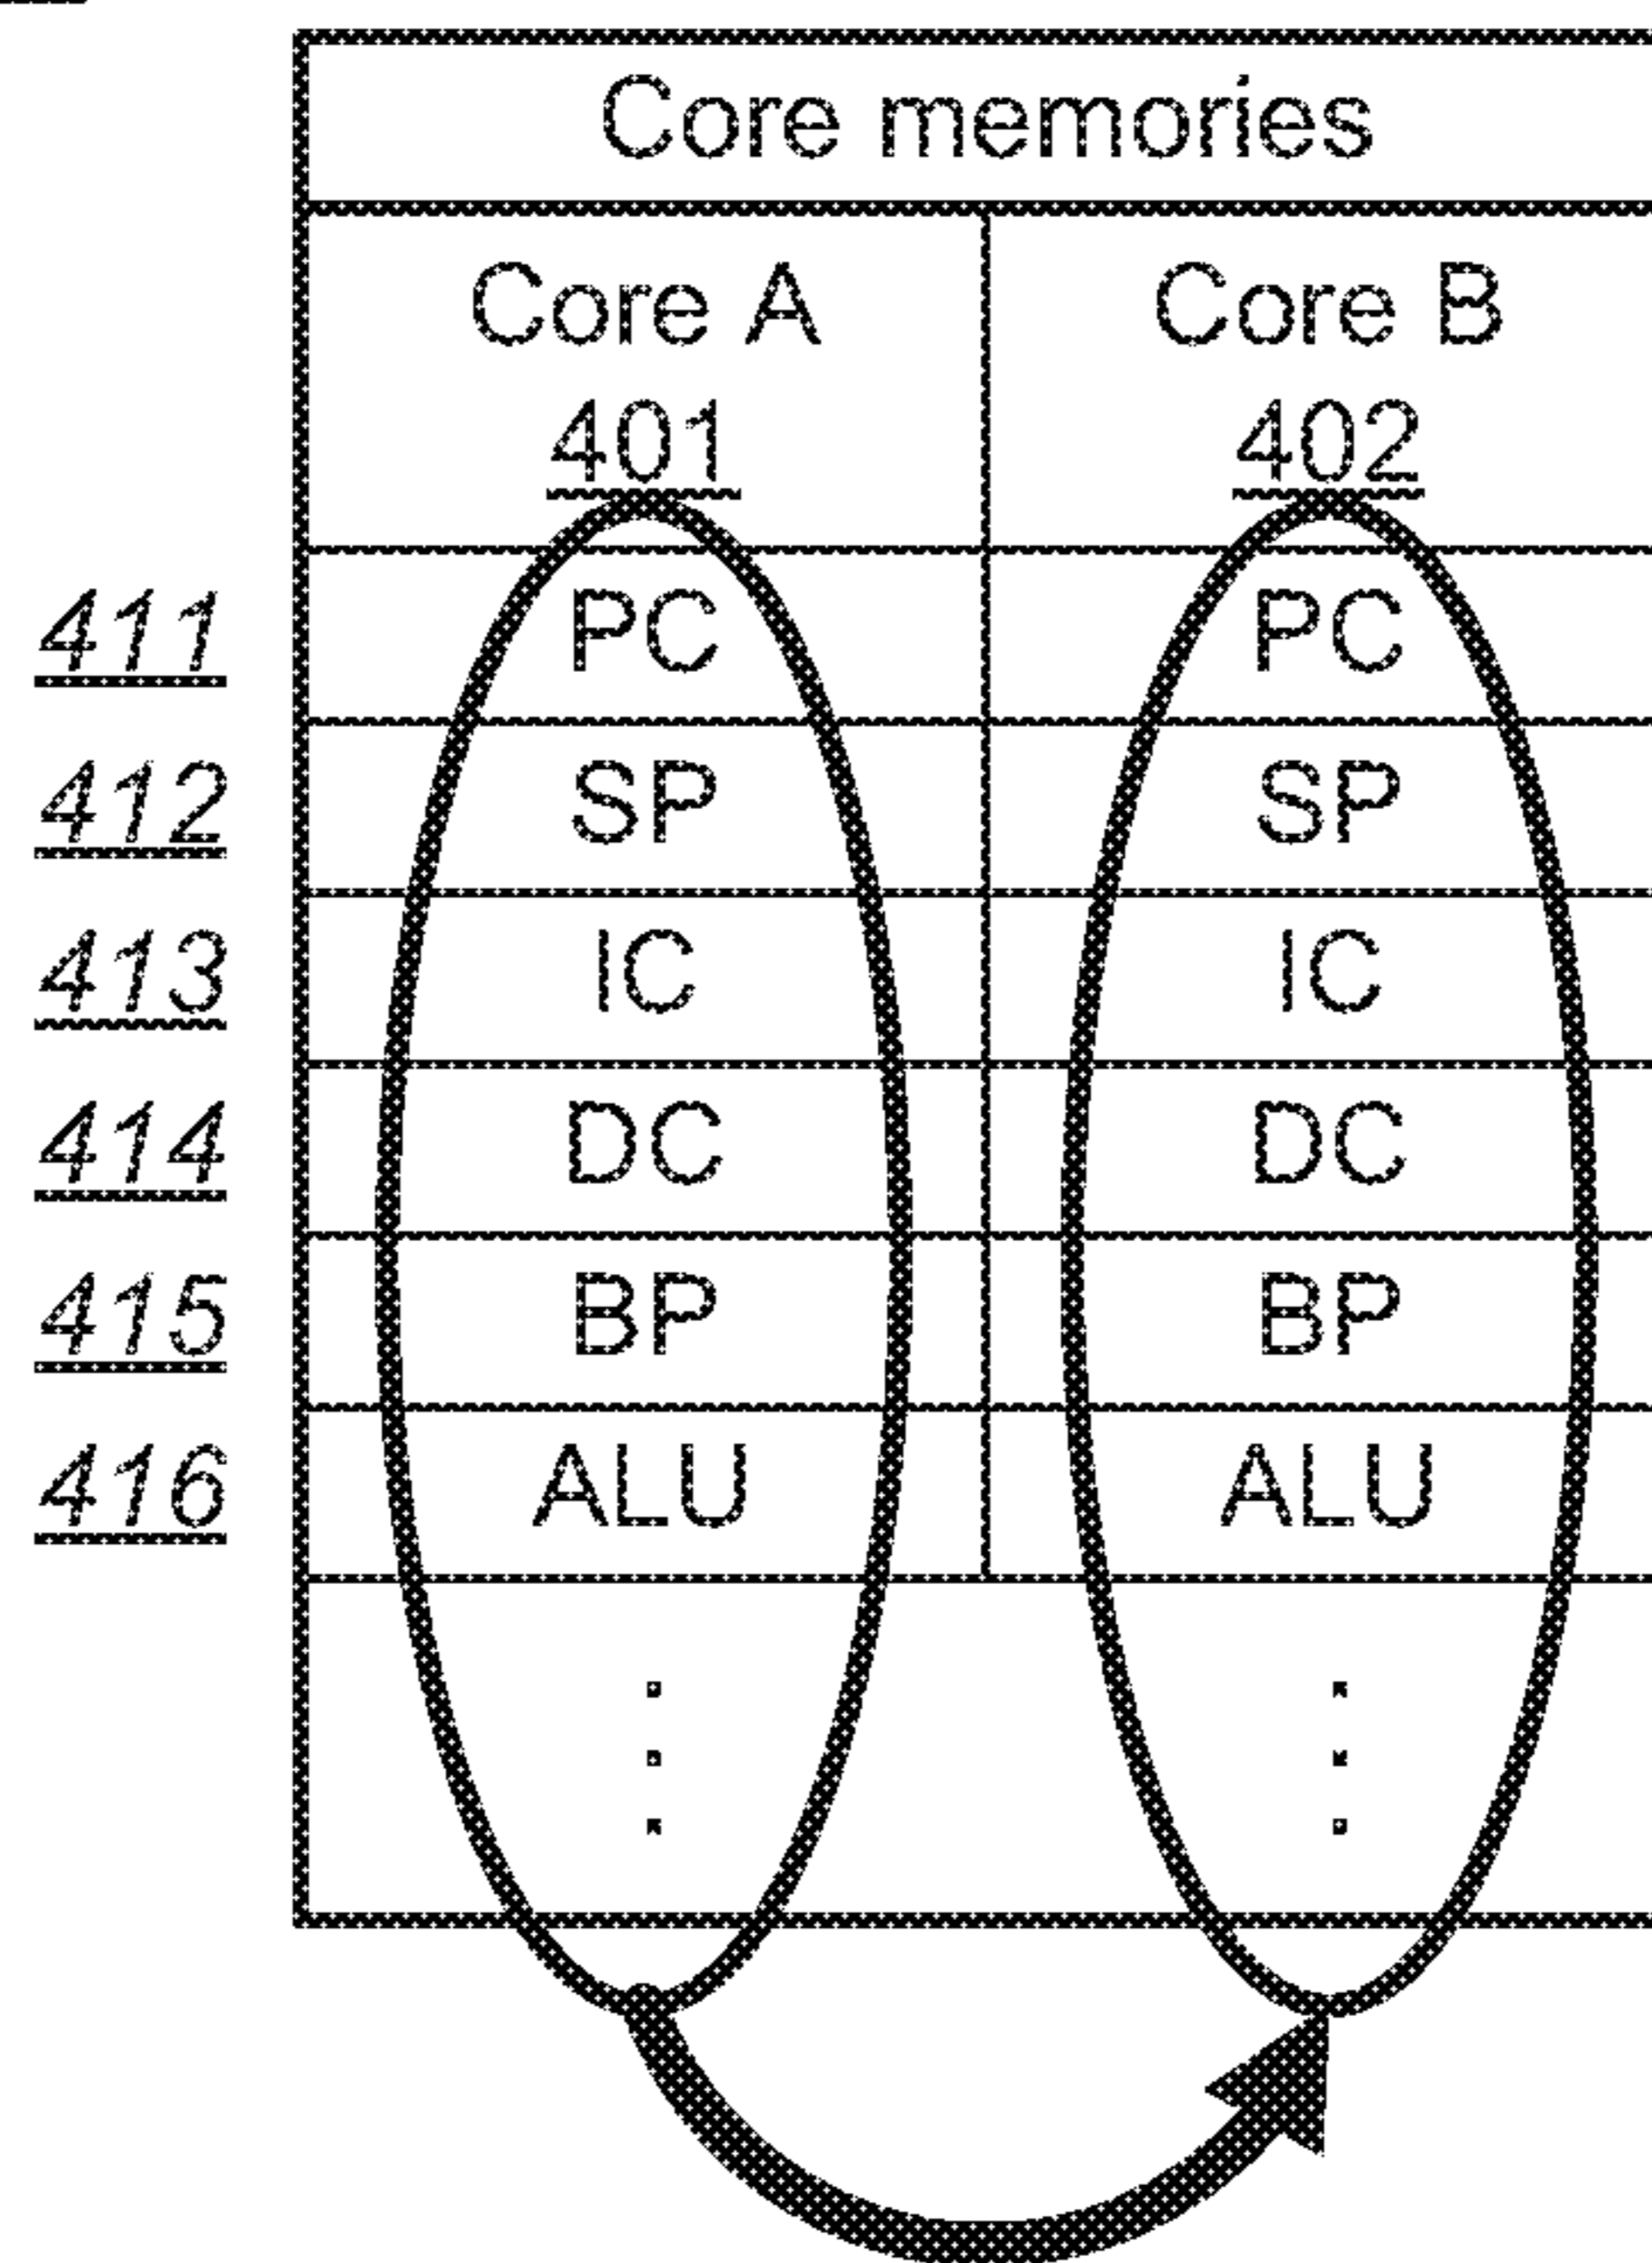 Core memories
Core A Core B
401 402
411 PC PC
412 SP SP
413 IC IC
414 DC DC
415 BP BP
416 ALU ALU